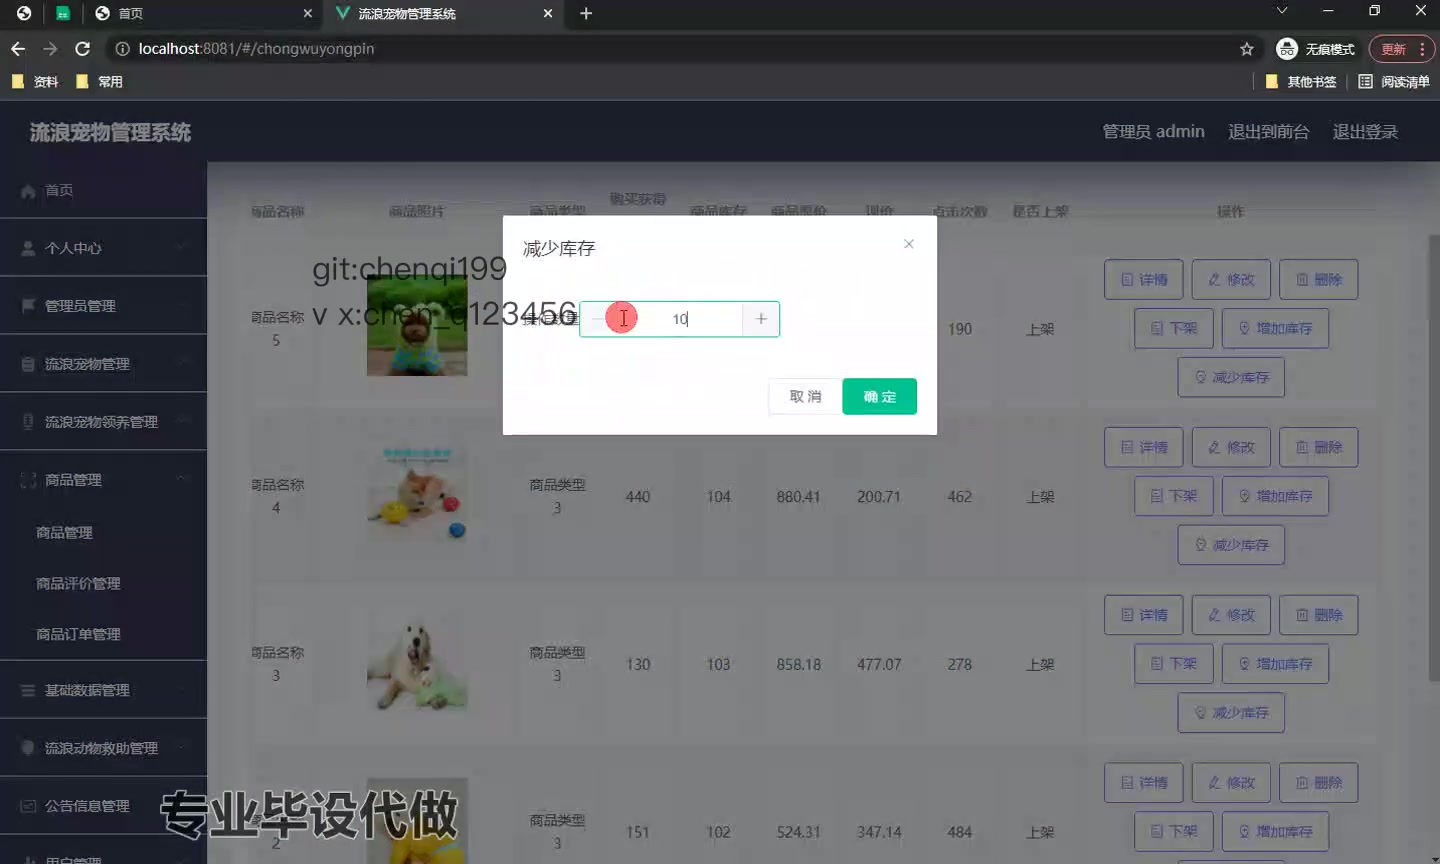 首页
流浪宠物管理系统
localhost:8081/#/chongwuyongpin
无痕模式
更新
资料
常用
其他书签
阅读清单
流浪宠物管理系统
管理员 admin
退出到前台
退出登录
首页
个人中心
管理员管理
流浪宠物管理
流浪宠物领养管理
商品管理
商品管理
商品评价管理
商品订单管理
基础数据管理
流浪动物救助管理
公告信息管理
用户管理
商品名称
商品照片
商品类型
购买获得
商品库存
商品原价
现价
点击次数
是否上架
操作
减少库存
git:chenqi199
v x:chen_q123456
操作数量
10
取消
确定
商品名称
5
190
上架
详情
修改
删除
下架
增加库存
减少库存
商品名称
4
商品类型
3
440
104
880.41
200.71
462
上架
详情
修改
删除
下架
增加库存
减少库存
商品名称
3
商品类型
3
130
103
858.18
477.07
278
上架
详情
修改
删除
下架
增加库存
减少库存
2
商品类型
3
151
102
524.31
347.14
484
上架
详情
修改
删除
下架
增加库存
专业毕设代做